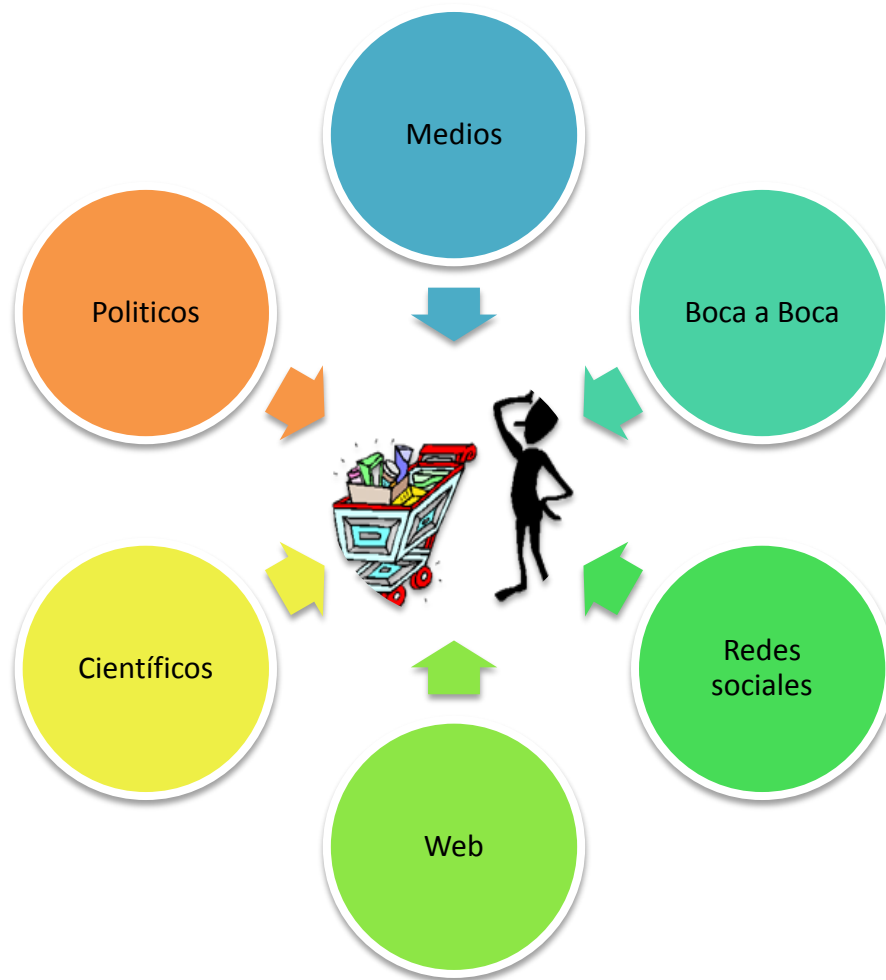 Medios
Boca a Boca
Redes
sociales
Web
Científicos
Politicos